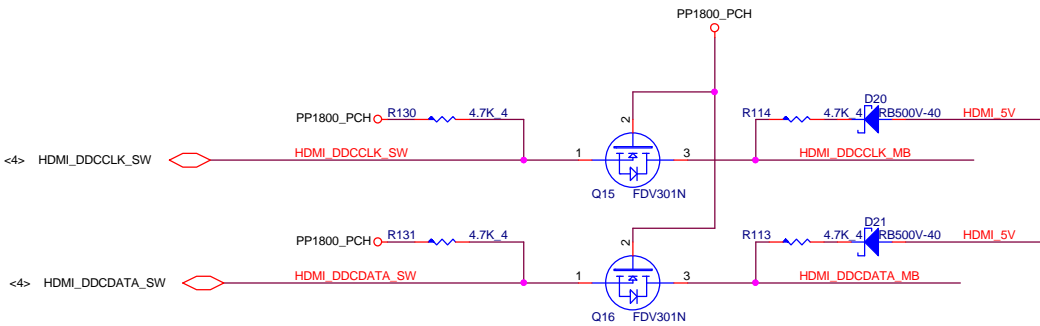 PP1800_PCH
D20
PP1800_PCH R130 4.7K_4 2 R114 4.7K_4 RB500V-40 HDMI_5V
<4> HDMI_DDCCLK_SW HDMI_DDCCLK_SW 1 3 HDMI_DDCCLK_MB
Q15 FDV301N
D21
PP1800_PCH R131 4.7K_4 2 R113 4.7K_4 RB500V-40 HDMI_5V
<4> HDMI_DDCDATA_SW HDMI_DDCDATA_SW 1 3 HDMI_DDCDATA_MB
Q16 FDV301N